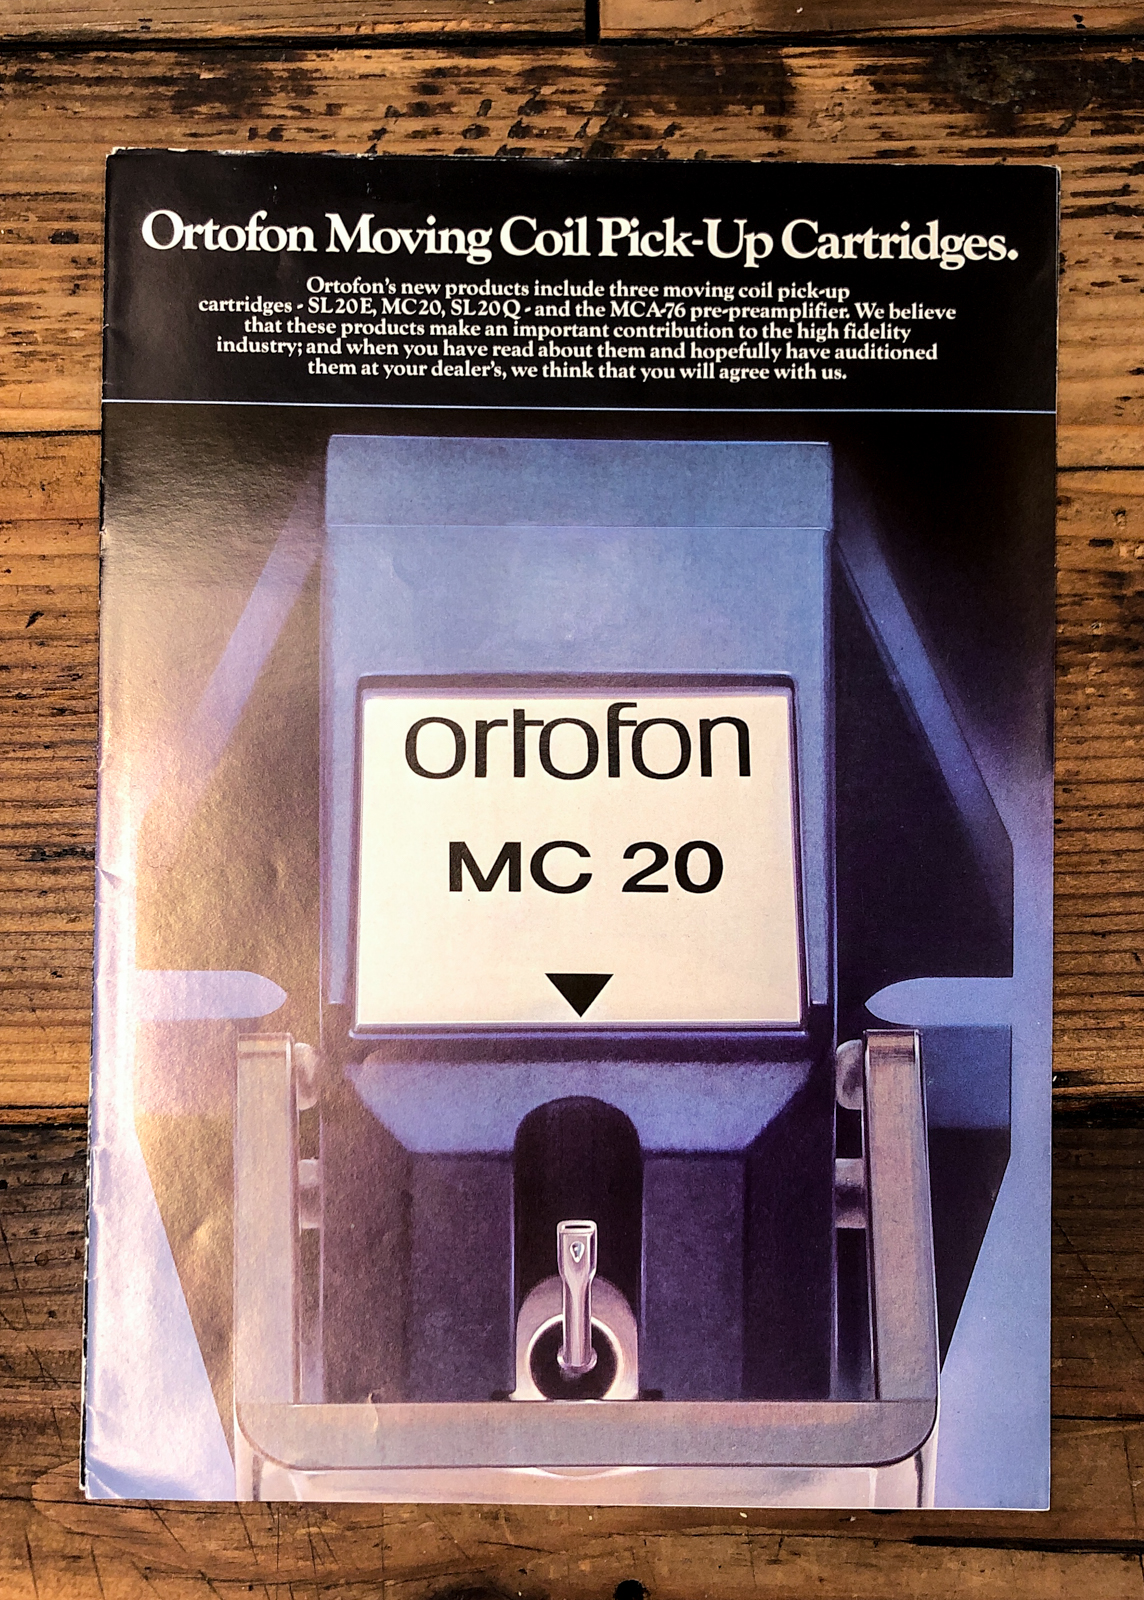 Ortofon Moving Coil Pick-Up Cartridges.
Ortofon's new products include three moving coil pick-up
cartridges - SL20E, MC20, SL20Q - and the MCA-76 pre-preamplifier. We believe
that these products make an important contribution to the high fidelity
industry; and when you have read about them and hopefully have auditioned
them at your dealer's, we think that you will agree with us.
ortofon
MC 20